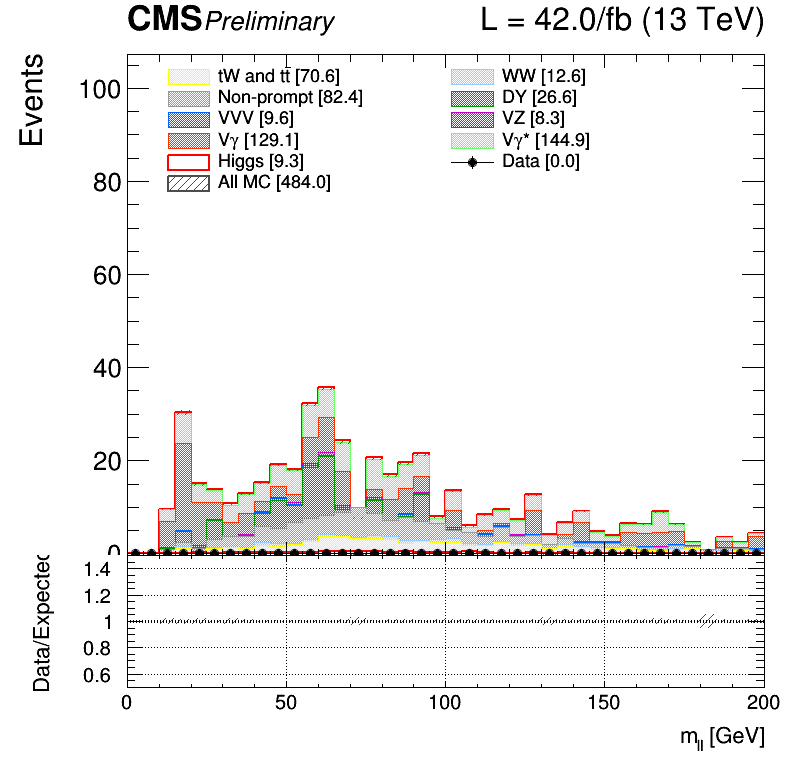 CMS Preliminary L = 42.0/fb (13 TeV)
Events
100
80
60
40
20
0
tW and tt̄ [70.6]
Non-prompt [82.4]
VVV [9.6]
Vγ [129.1]
Higgs [9.3]
All MC [484.0]
WW [12.6]
DY [26.6]
VZ [8.3]
Vγ* [144.9]
Data [0.0]
Data/Expected
1.4
1.2
1
0.8
0.6
0 50 100 150 200
m_ll [GeV]